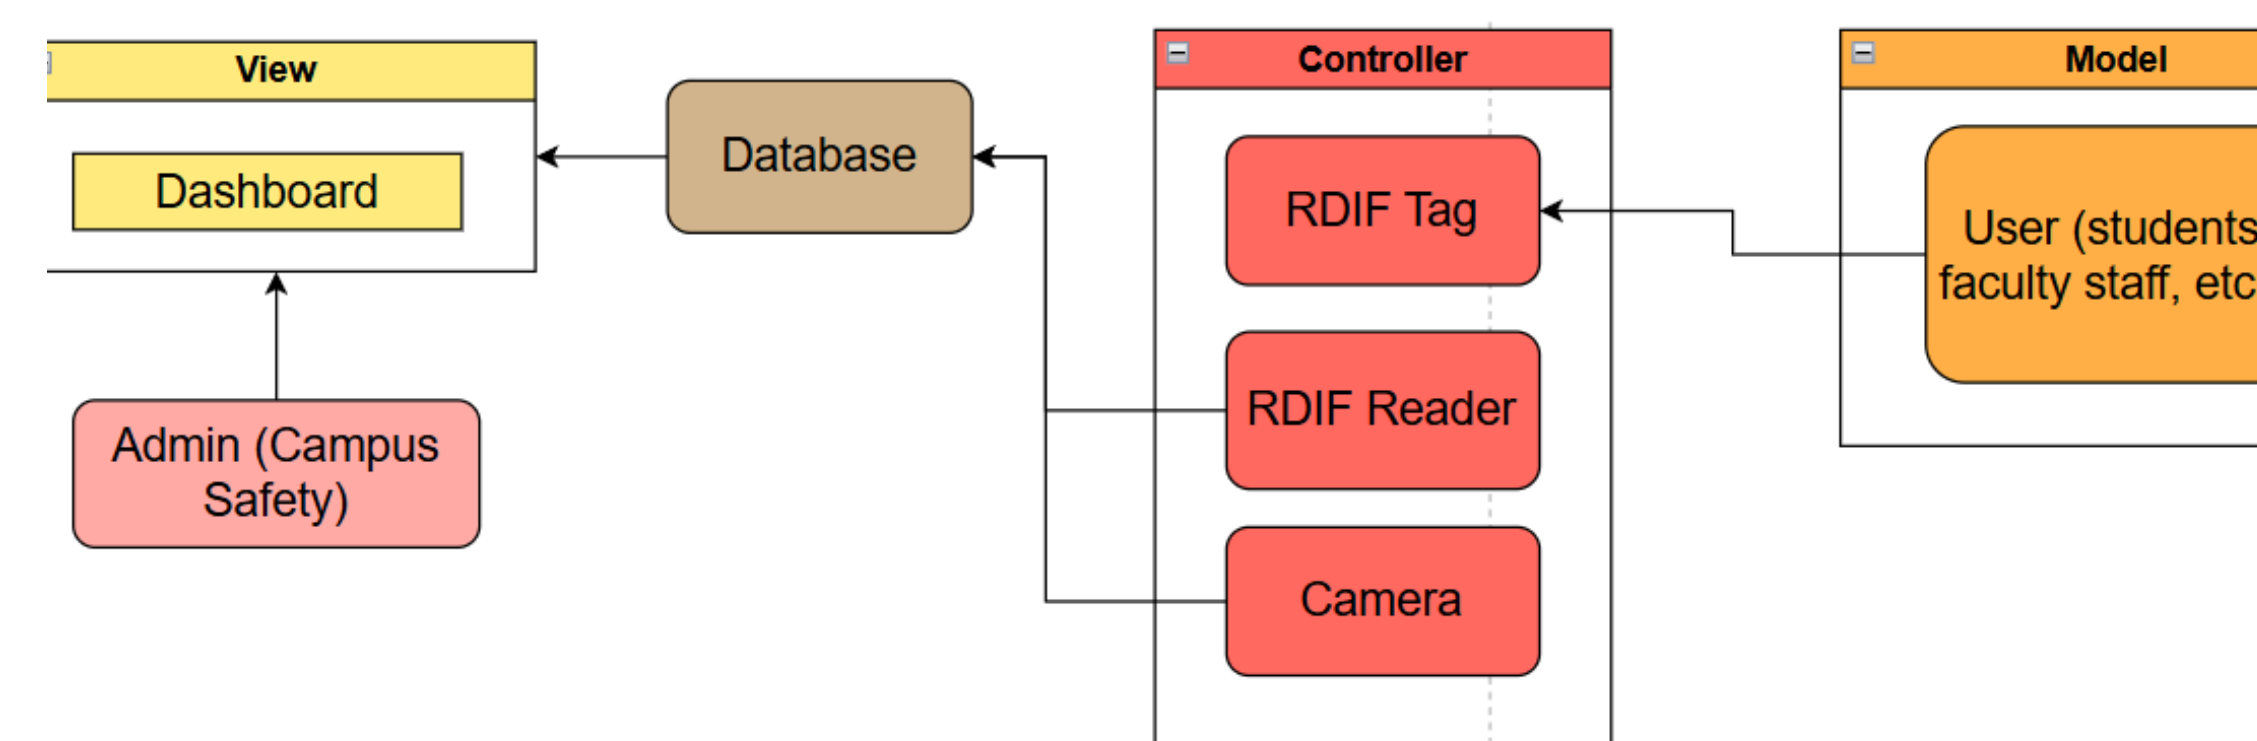 View
Dashboard
Admin (Campus
Safety)
Database
Controller
RDIF Tag
RDIF Reader
Camera
Model
User (students
faculty staff, etc